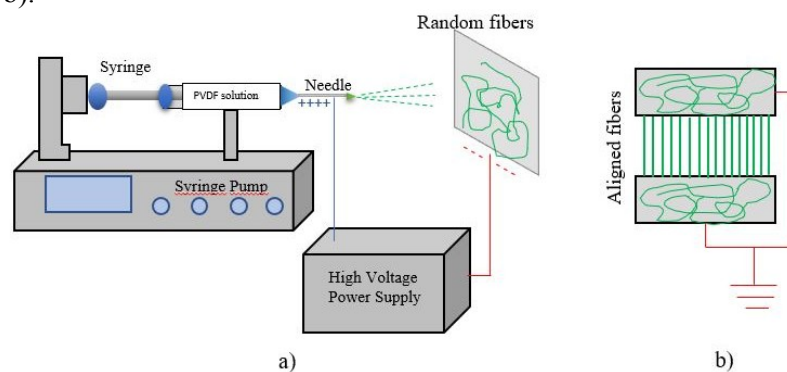 b).
Random fibers
Syringe
PVDF solution
Needle
++++
Syringe Pump
High Voltage
Power Supply
Aligned fibers
a)
b)